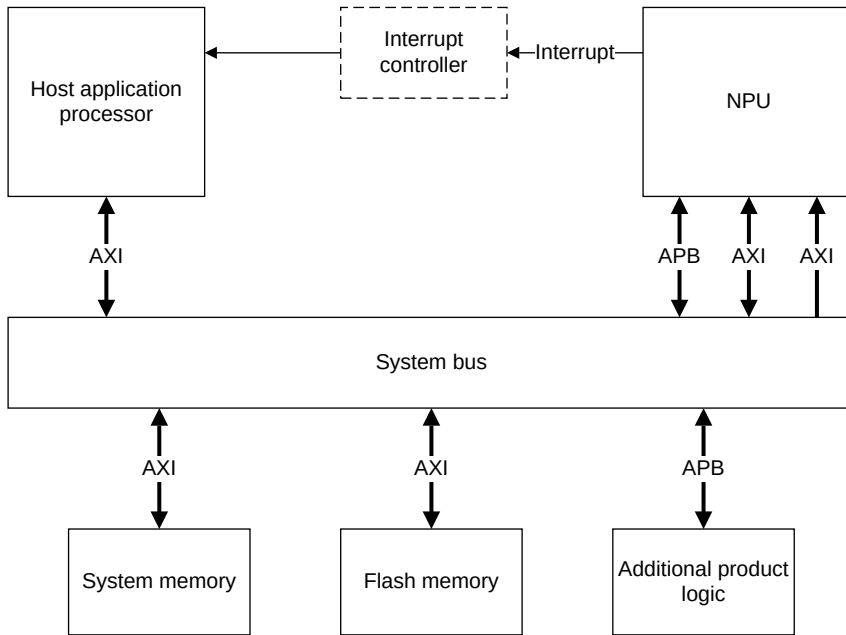 Host application
processor
Interrupt
controller
Interrupt
NPU
AXI
APB
AXI
AXI
System bus
AXI
AXI
APB
System memory
Flash memory
Additional product
logic